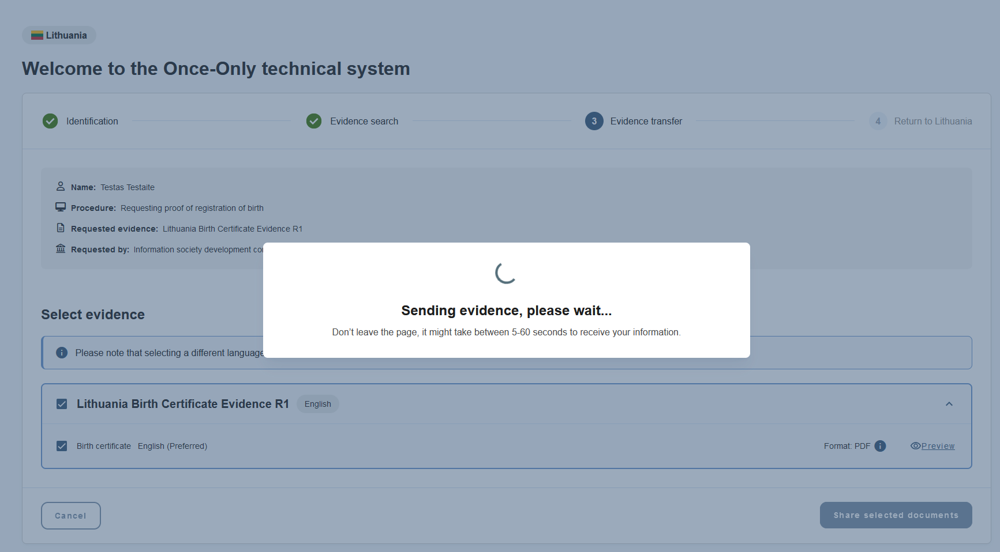 Lithuania
Welcome to the Once-Only technical system
Identification
Evidence search
3 Evidence transfer
4 Return to Lithuania
Name: Testas Testaite
Procedure: Requesting proof of registration of birth
Requested evidence: Lithuania Birth Certificate Evidence R1
Requested by: Information society development
Sending evidence, please wait...
Don’t leave the page, it might take between 5-60 seconds to receive your information.
Select evidence
Please note that selecting a different language
Lithuania Birth Certificate Evidence R1 English
Birth certificate English (Preferred) Format: PDF Preview
Cancel
Share selected documents